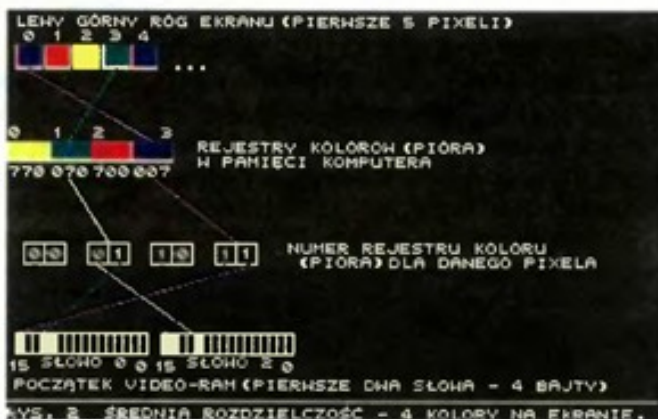 LEWY GÓRNY RÓG EKRANU (PIERWSZE 5 PIXELI)
0 1 2 3 4
...
0 1 2 3
REJESTRY KOLOROW (PIÓRA)
W PAMIĘCI KOMPUTERA
770 070 700 007
00 01 10 11
NUMER REJESTRU KOLORU
(PIÓRA) DLA DANEGO PIXELA
15 SŁOWO 0 0 15 SŁOWO 2 0
POCZĄTEK VIDEO-RAM (PIERWSZE DWA SŁOWA - 4 BAJTY)
RYS. 2 ŚREDNIA ROZDZIELCZOŚĆ - 4 KOLORY NA EKRANIE.